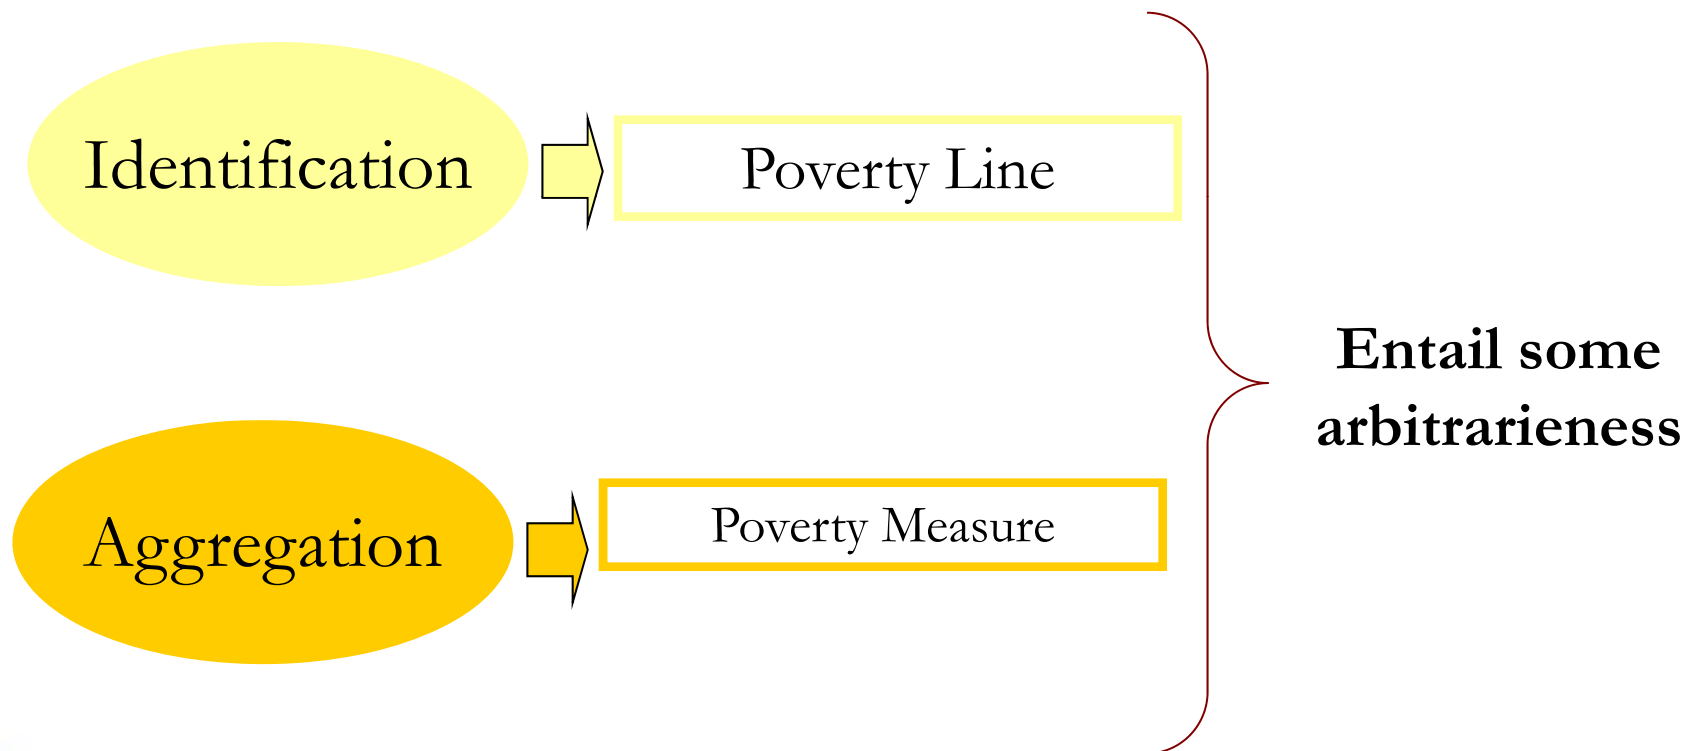 Identification
Poverty Line
Entail some
arbitrarieness
Aggregation
Poverty Measure